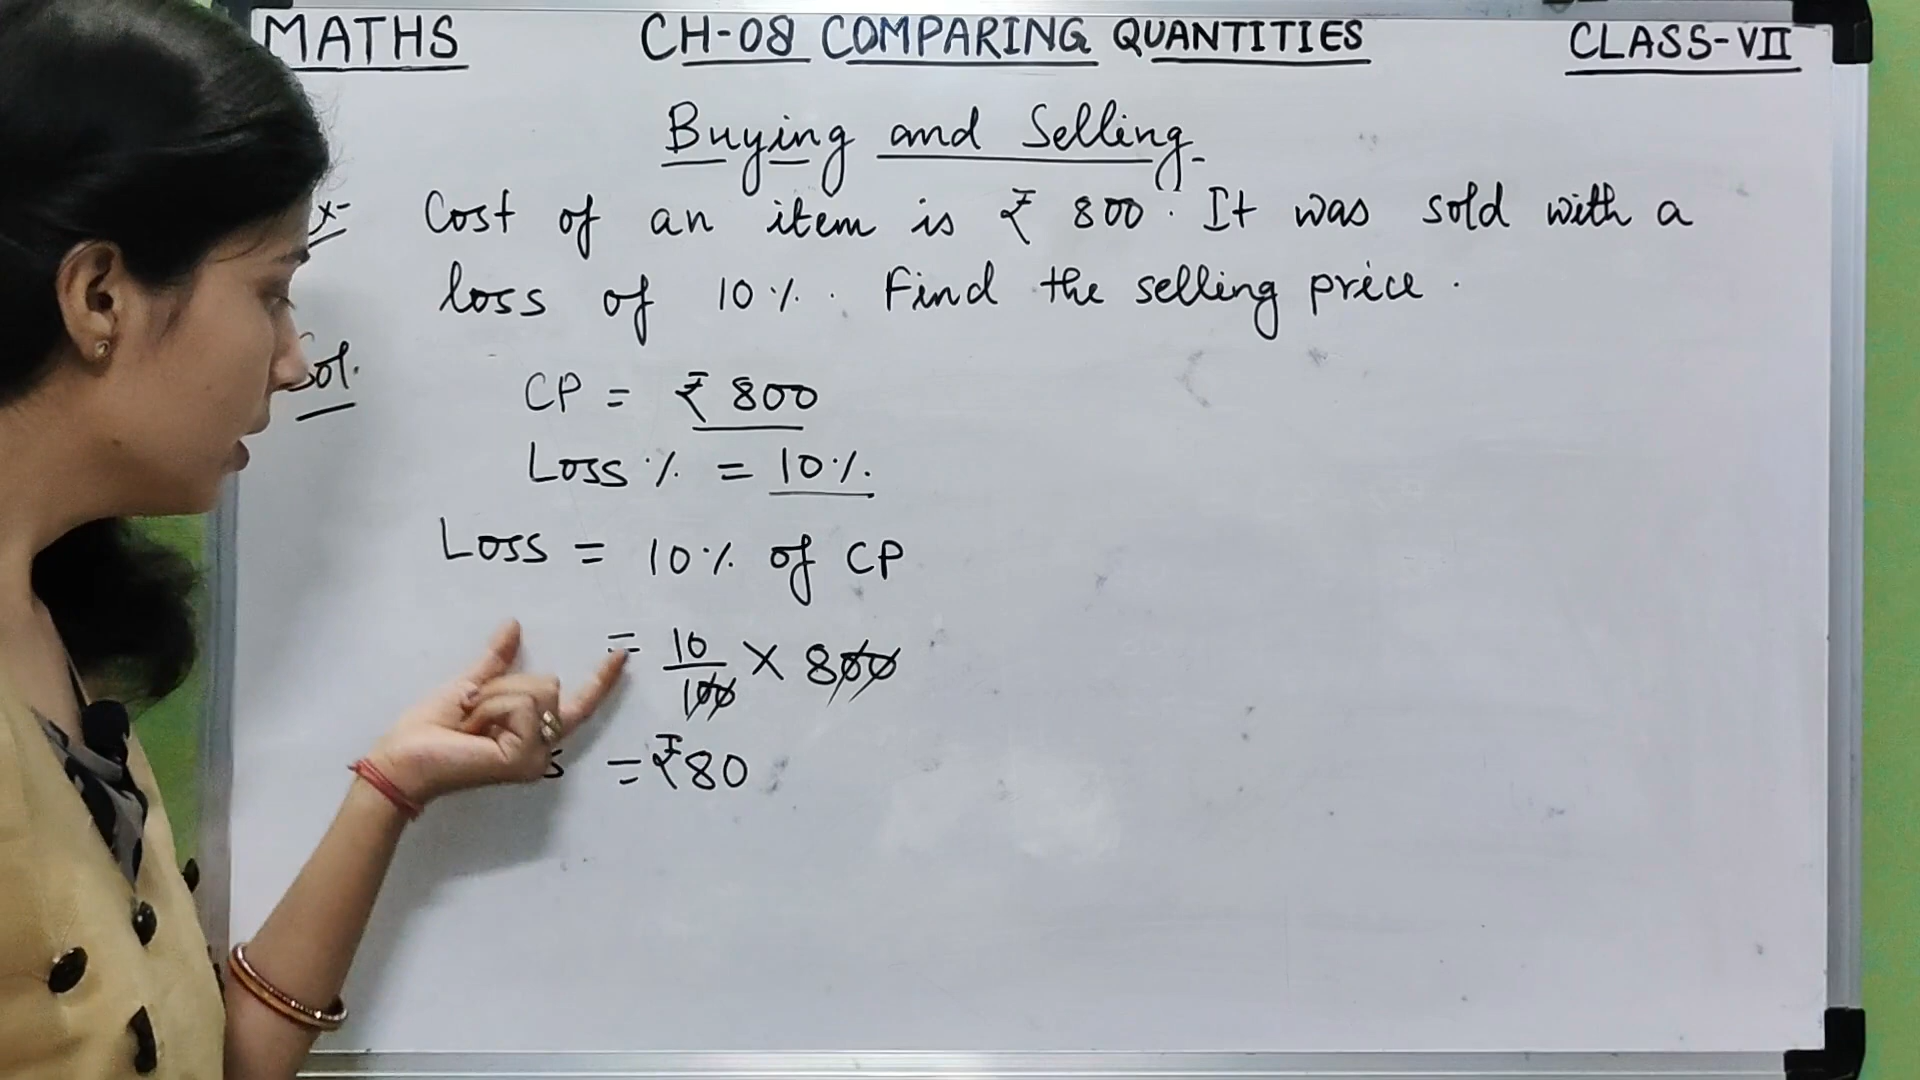 MATHS CH-08 COMPARING QUANTITIES CLASS-VII
Buying and Selling
Cost of an item is ₹ 800. It was sold with a
loss of 10%. Find the selling price.
Sol.
CP = ₹ 800
Loss % = 10%
Loss = 10% of CP
= 10/100 × 800
= ₹80